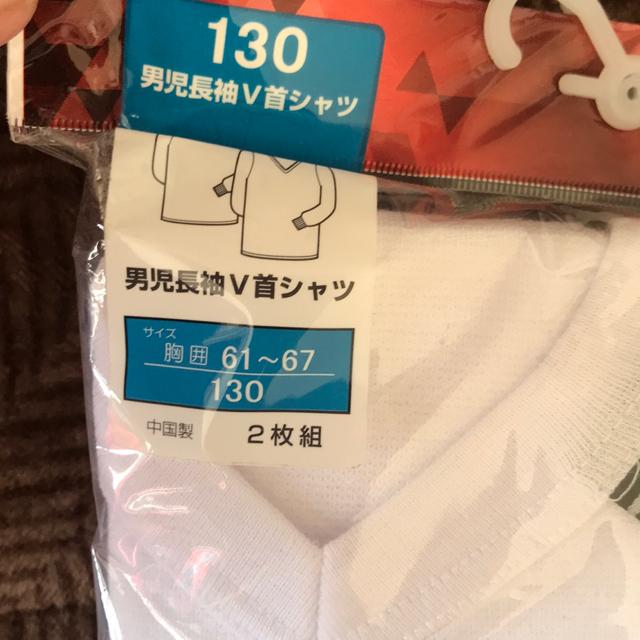 130
男児長袖V首シャツ
男児長袖V首シャツ
サイズ
胸囲 61～67
130
中国製 2枚組